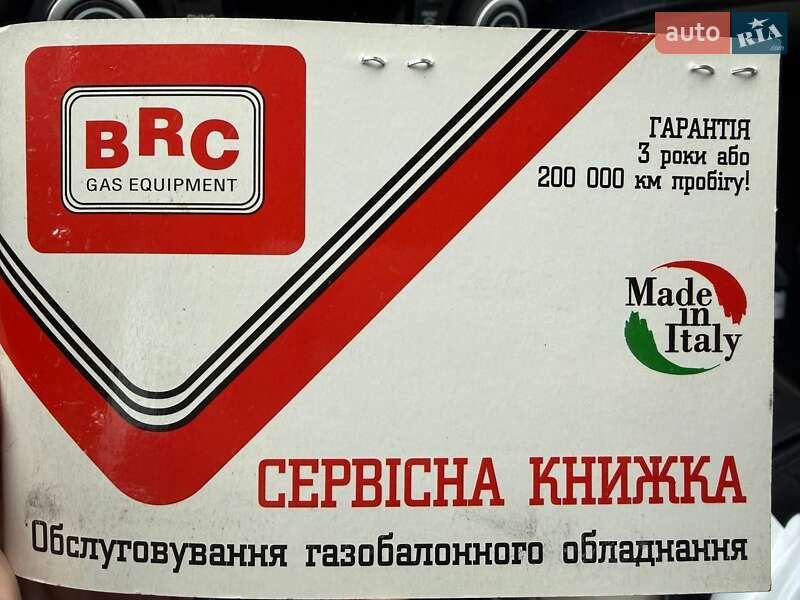 auto RIA
BRC
GAS EQUIPMENT
ГАРАНТІЯ
3 роки або
200 000 км пробігу!
Made
in
Italy
СЕРВІСНА КНИЖКА
Обслуговування газобалонного обладнання